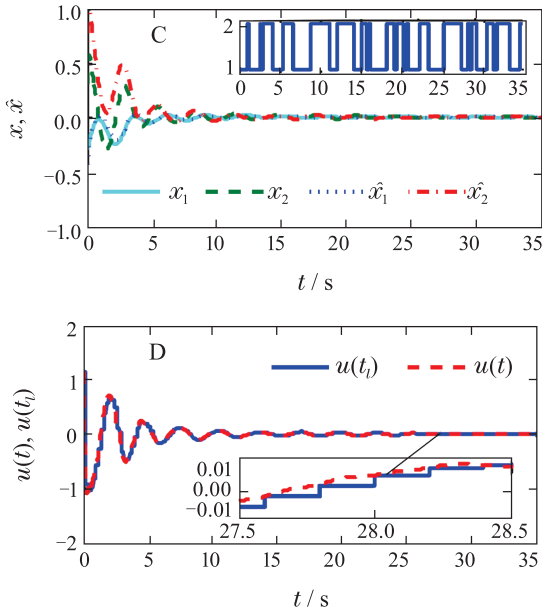 C
1.0
0.5
0.0
−0.5
−1.0
x, x̂
2
1
0 5 10 15 20 25 30 35
x₁ x₂ x̂₁ x̂₂
0 5 10 15 20 25 30 35
t / s
D
2
1
0
−1
−2
u(t), u(tₗ)
u(tₗ) u(t)
0.01
0.00
−0.01
27.5 28.0 28.5
0 5 10 15 20 25 30 35
t / s